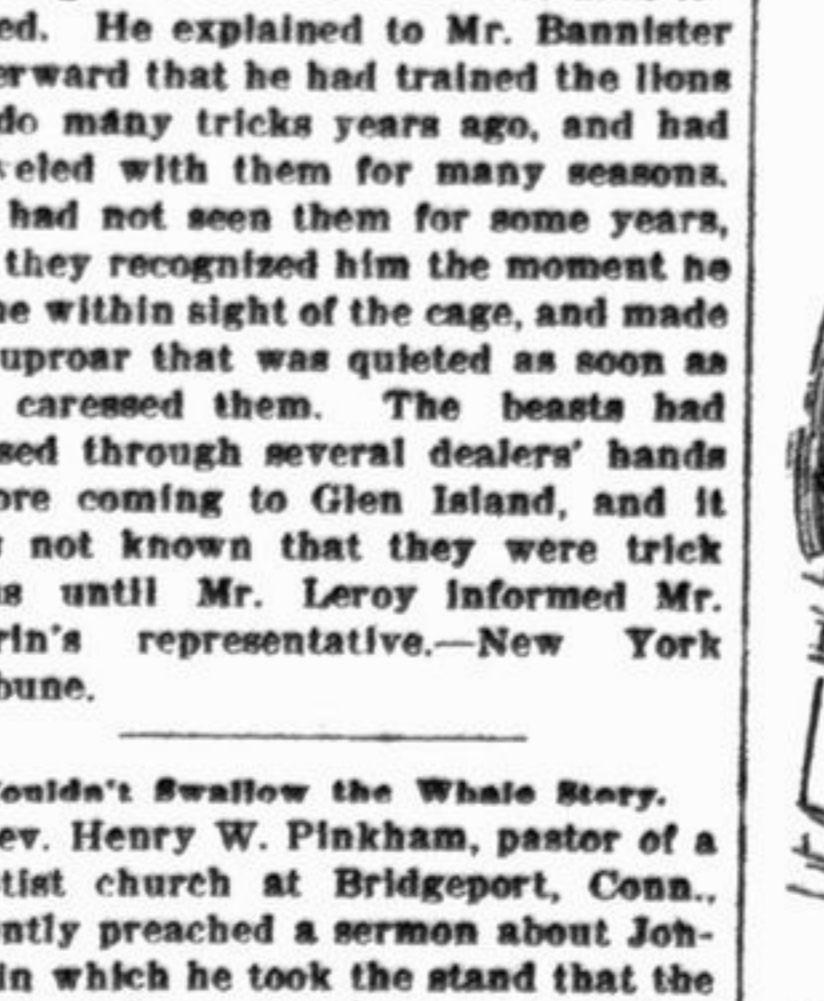 ed. He explained to Mr. Bannister
erward that he had trained the lions
do many tricks years ago, and had
veled with them for many seasons.
had not seen them for some years,
they recognized him the moment he
ne within sight of the cage, and made
uproar that was quieted as soon as
caressed them. The beasts had
sed through several dealers' hands
ore coming to Glen Island, and it
not known that they were trick
until Mr. Leroy informed Mr.
rin's representative.—New York
bune.
ouldn't Swallow the Whale Story.
ev. Henry W. Pinkham, pastor of a
tist church at Bridgeport, Conn.,
ntly preached a sermon about Joh-
in which he took the stand that the